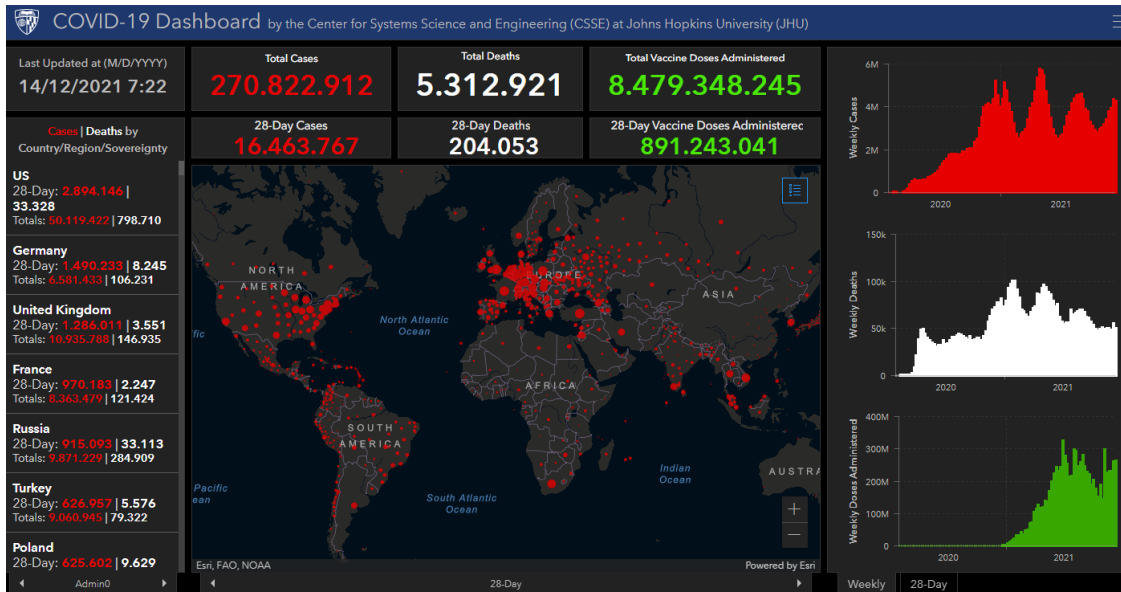 COVID-19 Dashboard by the Center for Systems Science and Engineering (CSSE) at Johns Hopkins University (JHU)
Last Updated at (M/D/YYYY)
14/12/2021 7:22
Cases | Deaths by
Country/Region/Sovereignty
US
28-Day: 2.894.146 |
33.328
Totals: 50.119.422 | 798.710
Germany
28-Day: 1.490.233 | 8.245
Totals: 6.581.433 | 106.231
United Kingdom
28-Day: 1.286.011 | 3.551
Totals: 10.935.788 | 146.935
France
28-Day: 970.183 | 2.247
Totals: 8.363.479 | 121.424
Russia
28-Day: 915.093 | 33.113
Totals: 9.871.229 | 284.909
Turkey
28-Day: 626.957 | 5.576
Totals: 9.060.945 | 79.322
Poland
28-Day: 625.602 | 9.629
Admin0
Total Cases
270.822.912
Total Deaths
5.312.921
Total Vaccine Doses Administered
8.479.348.245
28-Day Cases
16.463.767
28-Day Deaths
204.053
28-Day Vaccine Doses Administerec
891.243.041
NORTH
AMERICA
EUROPE
ASIA
fic
North Atlantic
Ocean
AFRICA
SOUTH
AMERICA
Indian
Ocean
AUSTRA
Pacific
ean
South Atlantic
Ocean
+
−
Esri, FAO, NOAA
Powered by Esri
28-Day
Weekly Cases
6M
4M
2M
0
2020
2021
Weekly Deaths
150k
100k
50k
0
2020
2021
Weekly Doses Administered
400M
300M
200M
100M
0
2020
2021
Weekly
28-Day